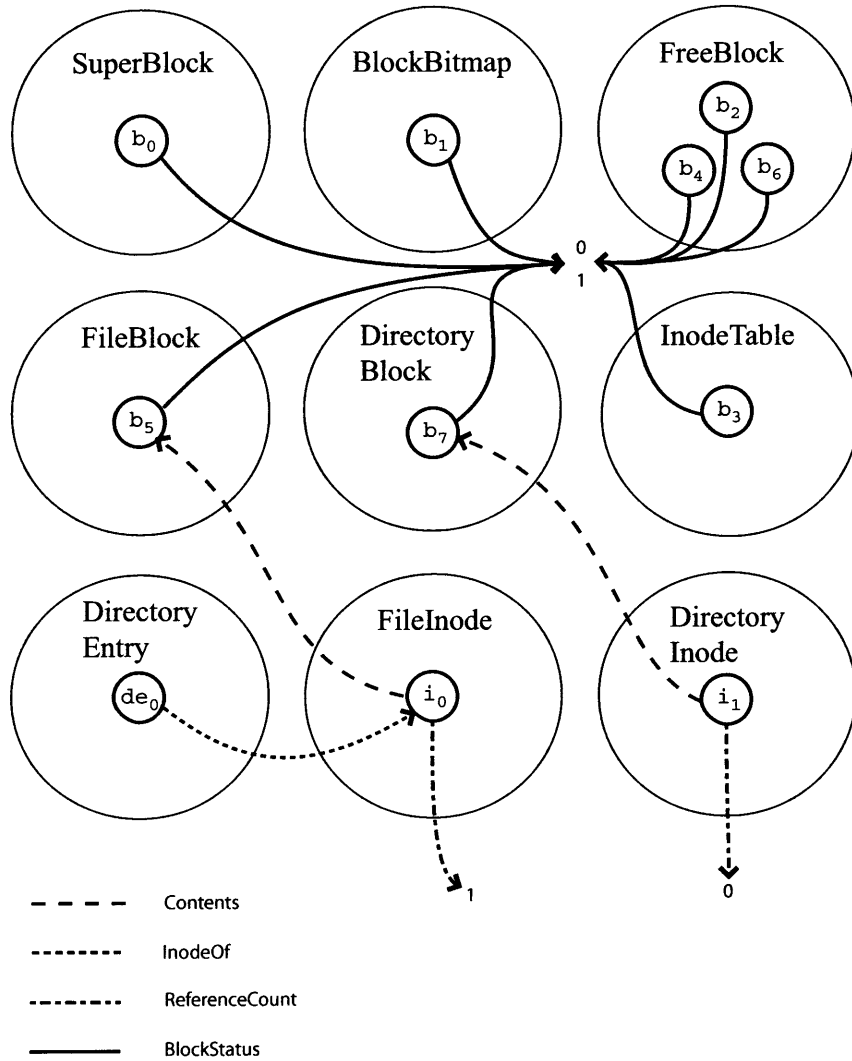 SuperBlock
BlockBitmap
FreeBlock
b₀
b₁
b₂
b₄
b₆
0
1
FileBlock
Directory
Block
InodeTable
b₅
b₇
b₃
Directory
Entry
FileInode
Directory
Inode
de₀
i₀
i₁
1
0
Contents
InodeOf
ReferenceCount
BlockStatus